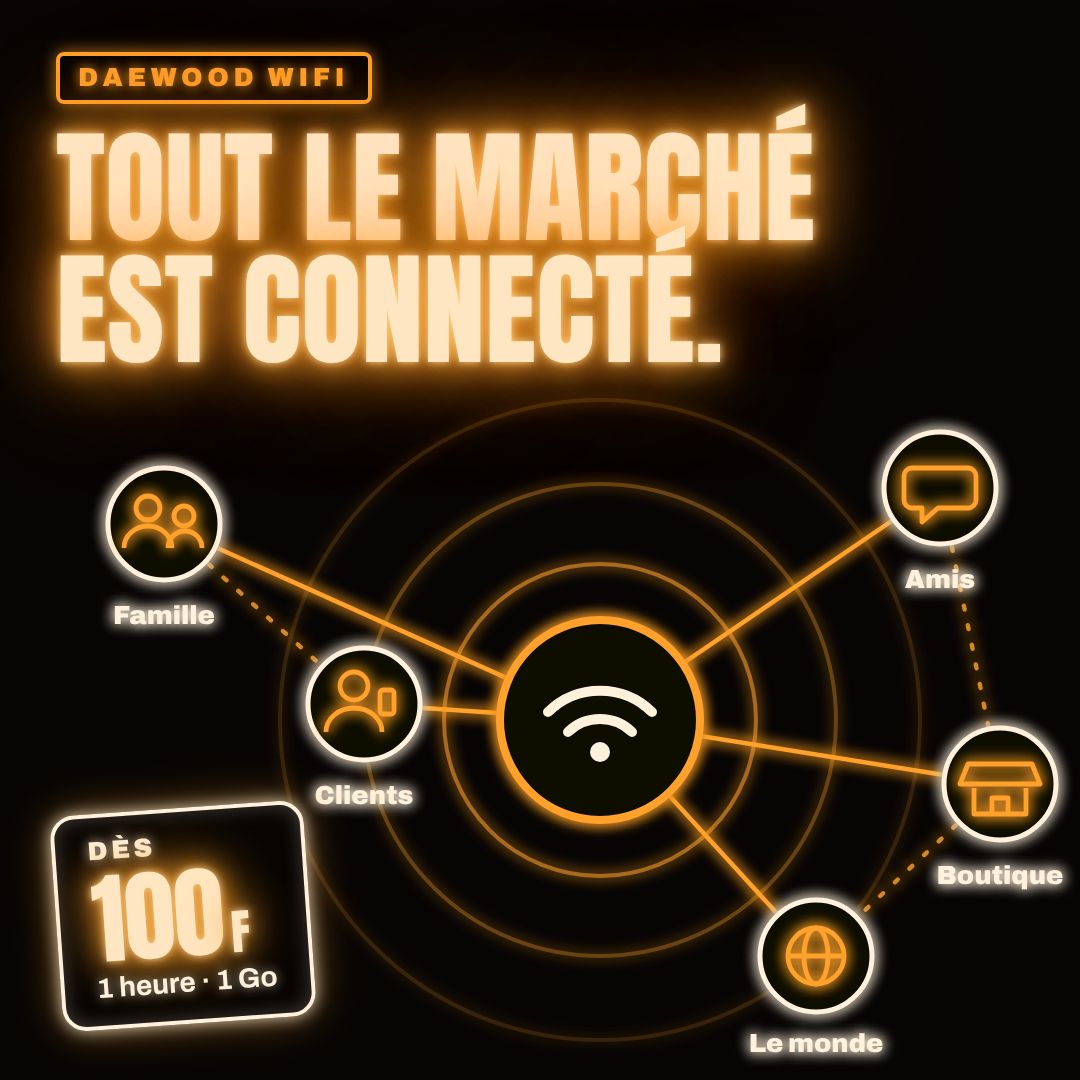 DAEWOOD WIFI
TOUT LE MARCHÉ
EST CONNECTÉ.
Famille
Amis
Clients
Boutique
Le monde
DÈS
100F
1 heure · 1 Go